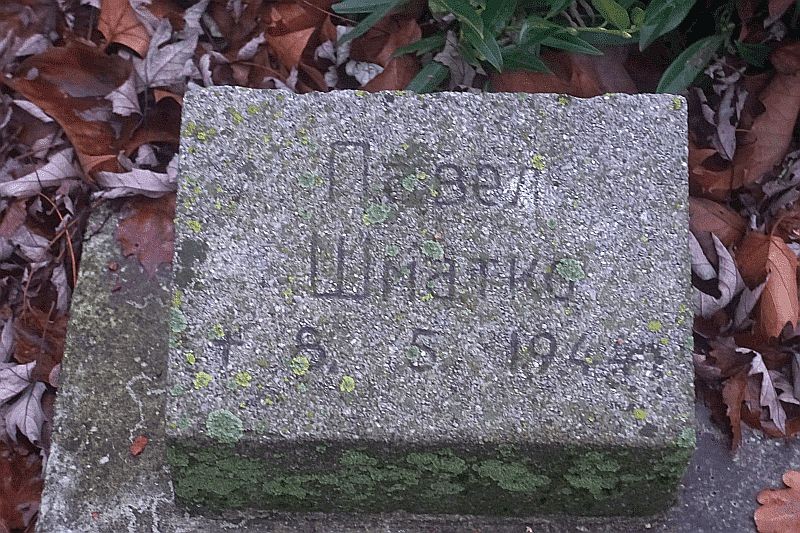 Павел
Шматко
† 8. 5. 1944